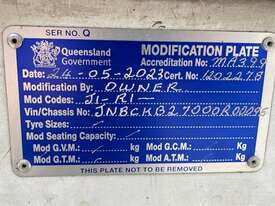 SER NO. Q
Queensland Government
MODIFICATION PLATE
Accreditation No: MA399
Date: 24-05-2023 Cert. No: 1202278
Modification By: OWNER
Mod Codes: J1-R1-
Vin/Chassis No:
Tyre Sizes:
Mod Seating Capacity:
Mod G.V.M.: kg Mod G.C.M.: kg
Mod G.T.M.: kg Mod A.T.M.: kg
THIS PLATE NOT TO BE REMOVED